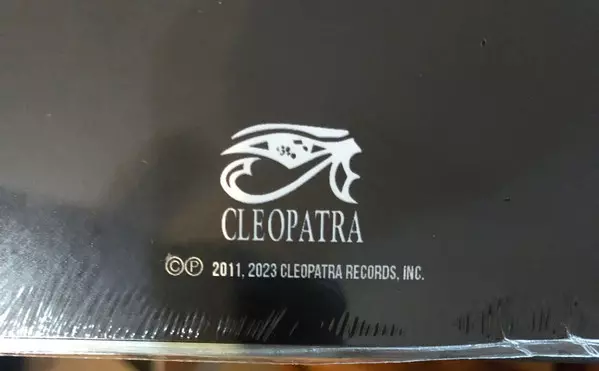 CLEOPATRA
©℗ 2011, 2023 CLEOPATRA RECORDS, INC.